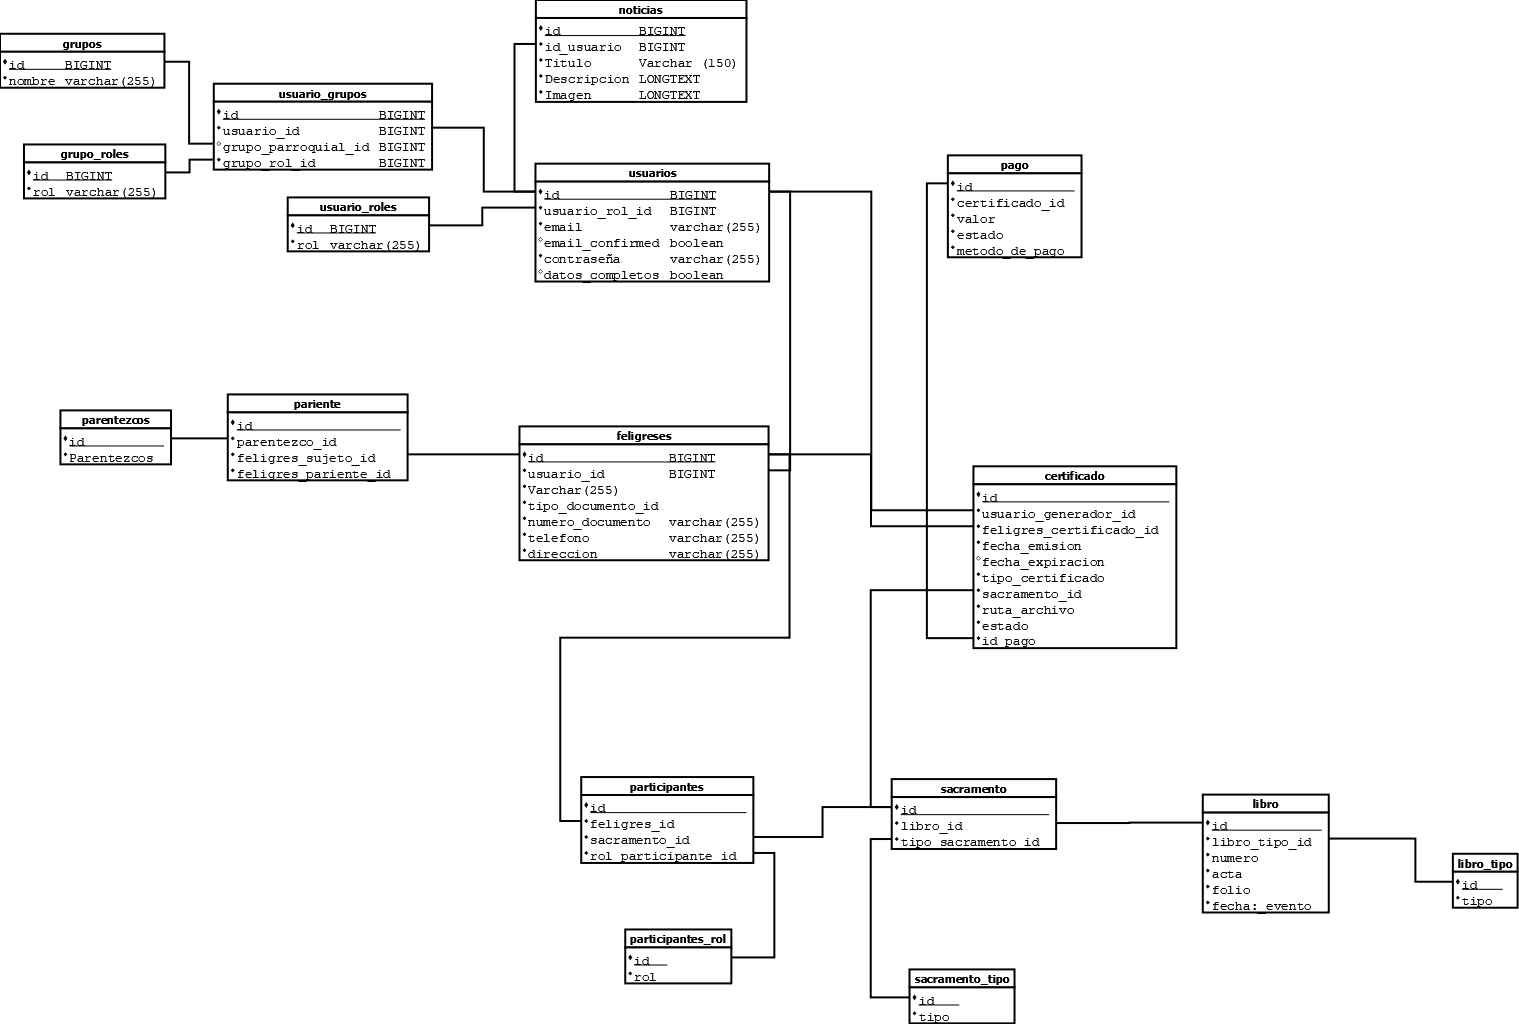 noticias
id BIGINT
id_usuario BIGINT
Titulo Varchar (150)
Descripcion LONGTEXT
Imagen LONGTEXT
grupos
id BIGINT
nombre varchar(255)
usuario_grupos
id BIGINT
usuario_id BIGINT
grupo_parroquial_id BIGINT
grupo_rol_id BIGINT
grupo_roles
id BIGINT
rol varchar(255)
usuario_roles
id BIGINT
rol varchar(255)
usuarios
id BIGINT
usuario_rol_id BIGINT
email varchar(255)
email_confirmed boolean
contraseña varchar(255)
datos_completos boolean
pago
id
certificado_id
valor
estado
metodo_de_pago
parentezcos
id
Parentezcos
pariente
id
parentezco_id
feligres_sujeto_id
feligres_pariente_id
feligreses
id BIGINT
usuario_id BIGINT
Varchar(255)
tipo_documento_id
numero_documento varchar(255)
telefono varchar(255)
direccion varchar(255)
certificado
id
usuario_generador_id
feligres_certificado_id
fecha_emision
fecha_expiracion
tipo_certificado
sacramento_id
ruta_archivo
estado
id_pago
participantes
id
feligres_id
sacramento_id
rol_participante_id
sacramento
id
libro_id
tipo_sacramento_id
libro
id
libro_tipo_id
numero
acta
folio
fecha:_evento
libro_tipo
id
tipo
participantes_rol
id
rol
sacramento_tipo
id
tipo